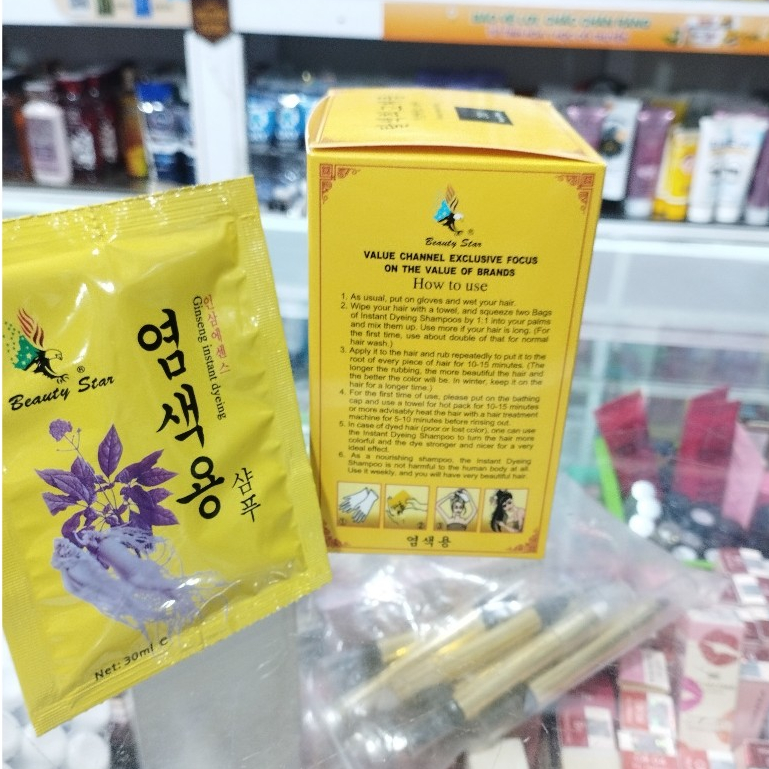 Beauty Star
®
인삼에센스
Ginseng instant dyeing
염색용
샴푸
Net: 30ml e
®
Beauty Star
VALUE CHANNEL EXCLUSIVE FOCUS
ON THE VALUE OF BRANDS
How to use
1. As usual, put on gloves and wet your hair.
2. Wipe your hair with a towel, and squeeze two Bags
of Instant Dyeing Shampoos by 1:1 into your palms
and mix them up. Use more if your hair is long. (For
the first time, use about double of that for normal
hair wash.)
3. Apply it to the hair and rub repeatedly to put it to the
root of every piece of hair for 10-15 minutes. (The
longer the rubbing, the more beautiful the hair and
the better the color will be. In winter, keep it on the
hair for a longer time.)
4. For the first time of use, please put on the bathing
cap and use a towel for hot pack for 10-15 minutes
or more advisably heat the hair with a hair treatment
machine for 5-10 minutes before rinsing out.
5. In case of dyed hair (poor or lost color), one can use
the Instant Dyeing Shampoo to turn the hair more
colorful and the dye stronger and nicer for a very
ideal effect.
6. As a nourishing shampoo, the Instant Dyeing
Shampoo is not harmful to the human body at all.
Use it weekly, and you will have very beautiful hair.
염색용